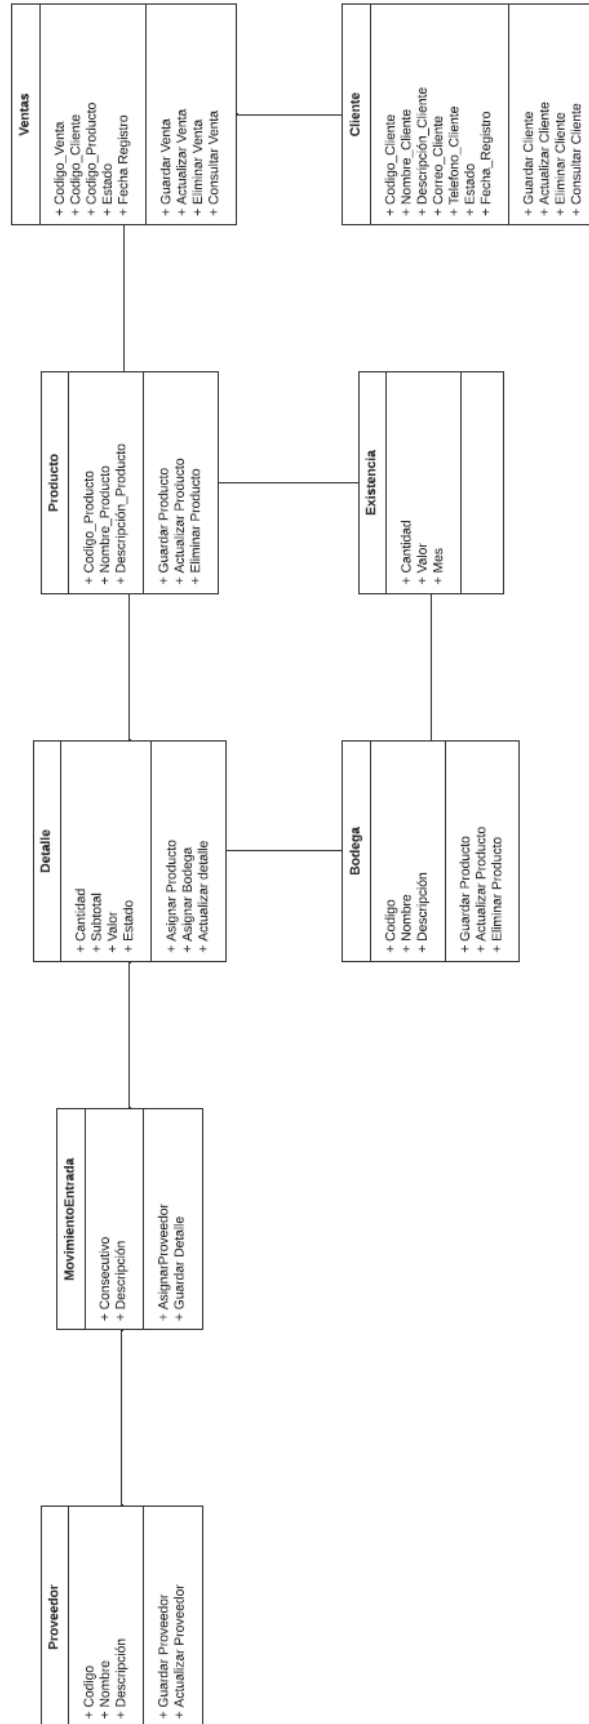 Proveedor
+ Codigo
+ Nombre
+ Descripción
+ Guardar Proveedor
+ Actualizar Proveedor
MovimientoEntrada
+ Consecutivo
+ Descripción
+ AsignarProveedor
+ Guardar Detalle
Detalle
+ Cantidad
+ Subtotal
+ Valor
+ Estado
+ Asignar Producto
+ Asignar Bodega
+ Actualizar detalle
Producto
+ Codigo_Producto
+ Nombre_Producto
+ Descripción_Producto
+ Guardar Producto
+ Actualizar Producto
+ Eliminar Producto
Ventas
+ Codigo_Venta
+ Codigo_Cliente
+ Codigo_Producto
+ Estado
+ Fecha Registro
+ Guardar Venta
+ Actualizar Venta
+ Eliminar Venta
+ Consultar Venta
Bodega
+ Codigo
+ Nombre
+ Descripción
+ Guardar Producto
+ Actualizar Producto
+ Eliminar Producto
Existencia
+ Cantidad
+ Valor
+ Mes
Cliente
+ Codigo_Cliente
+ Nombre_Cliente
+ Descripción_Cliente
+ Correo_Cliente
+ Telefono_Cliente
+ Estado
+ Fecha_Registro
+ Guardar Cliente
+ Actualizar Cliente
+ Eliminar Cliente
+ Consultar Cliente